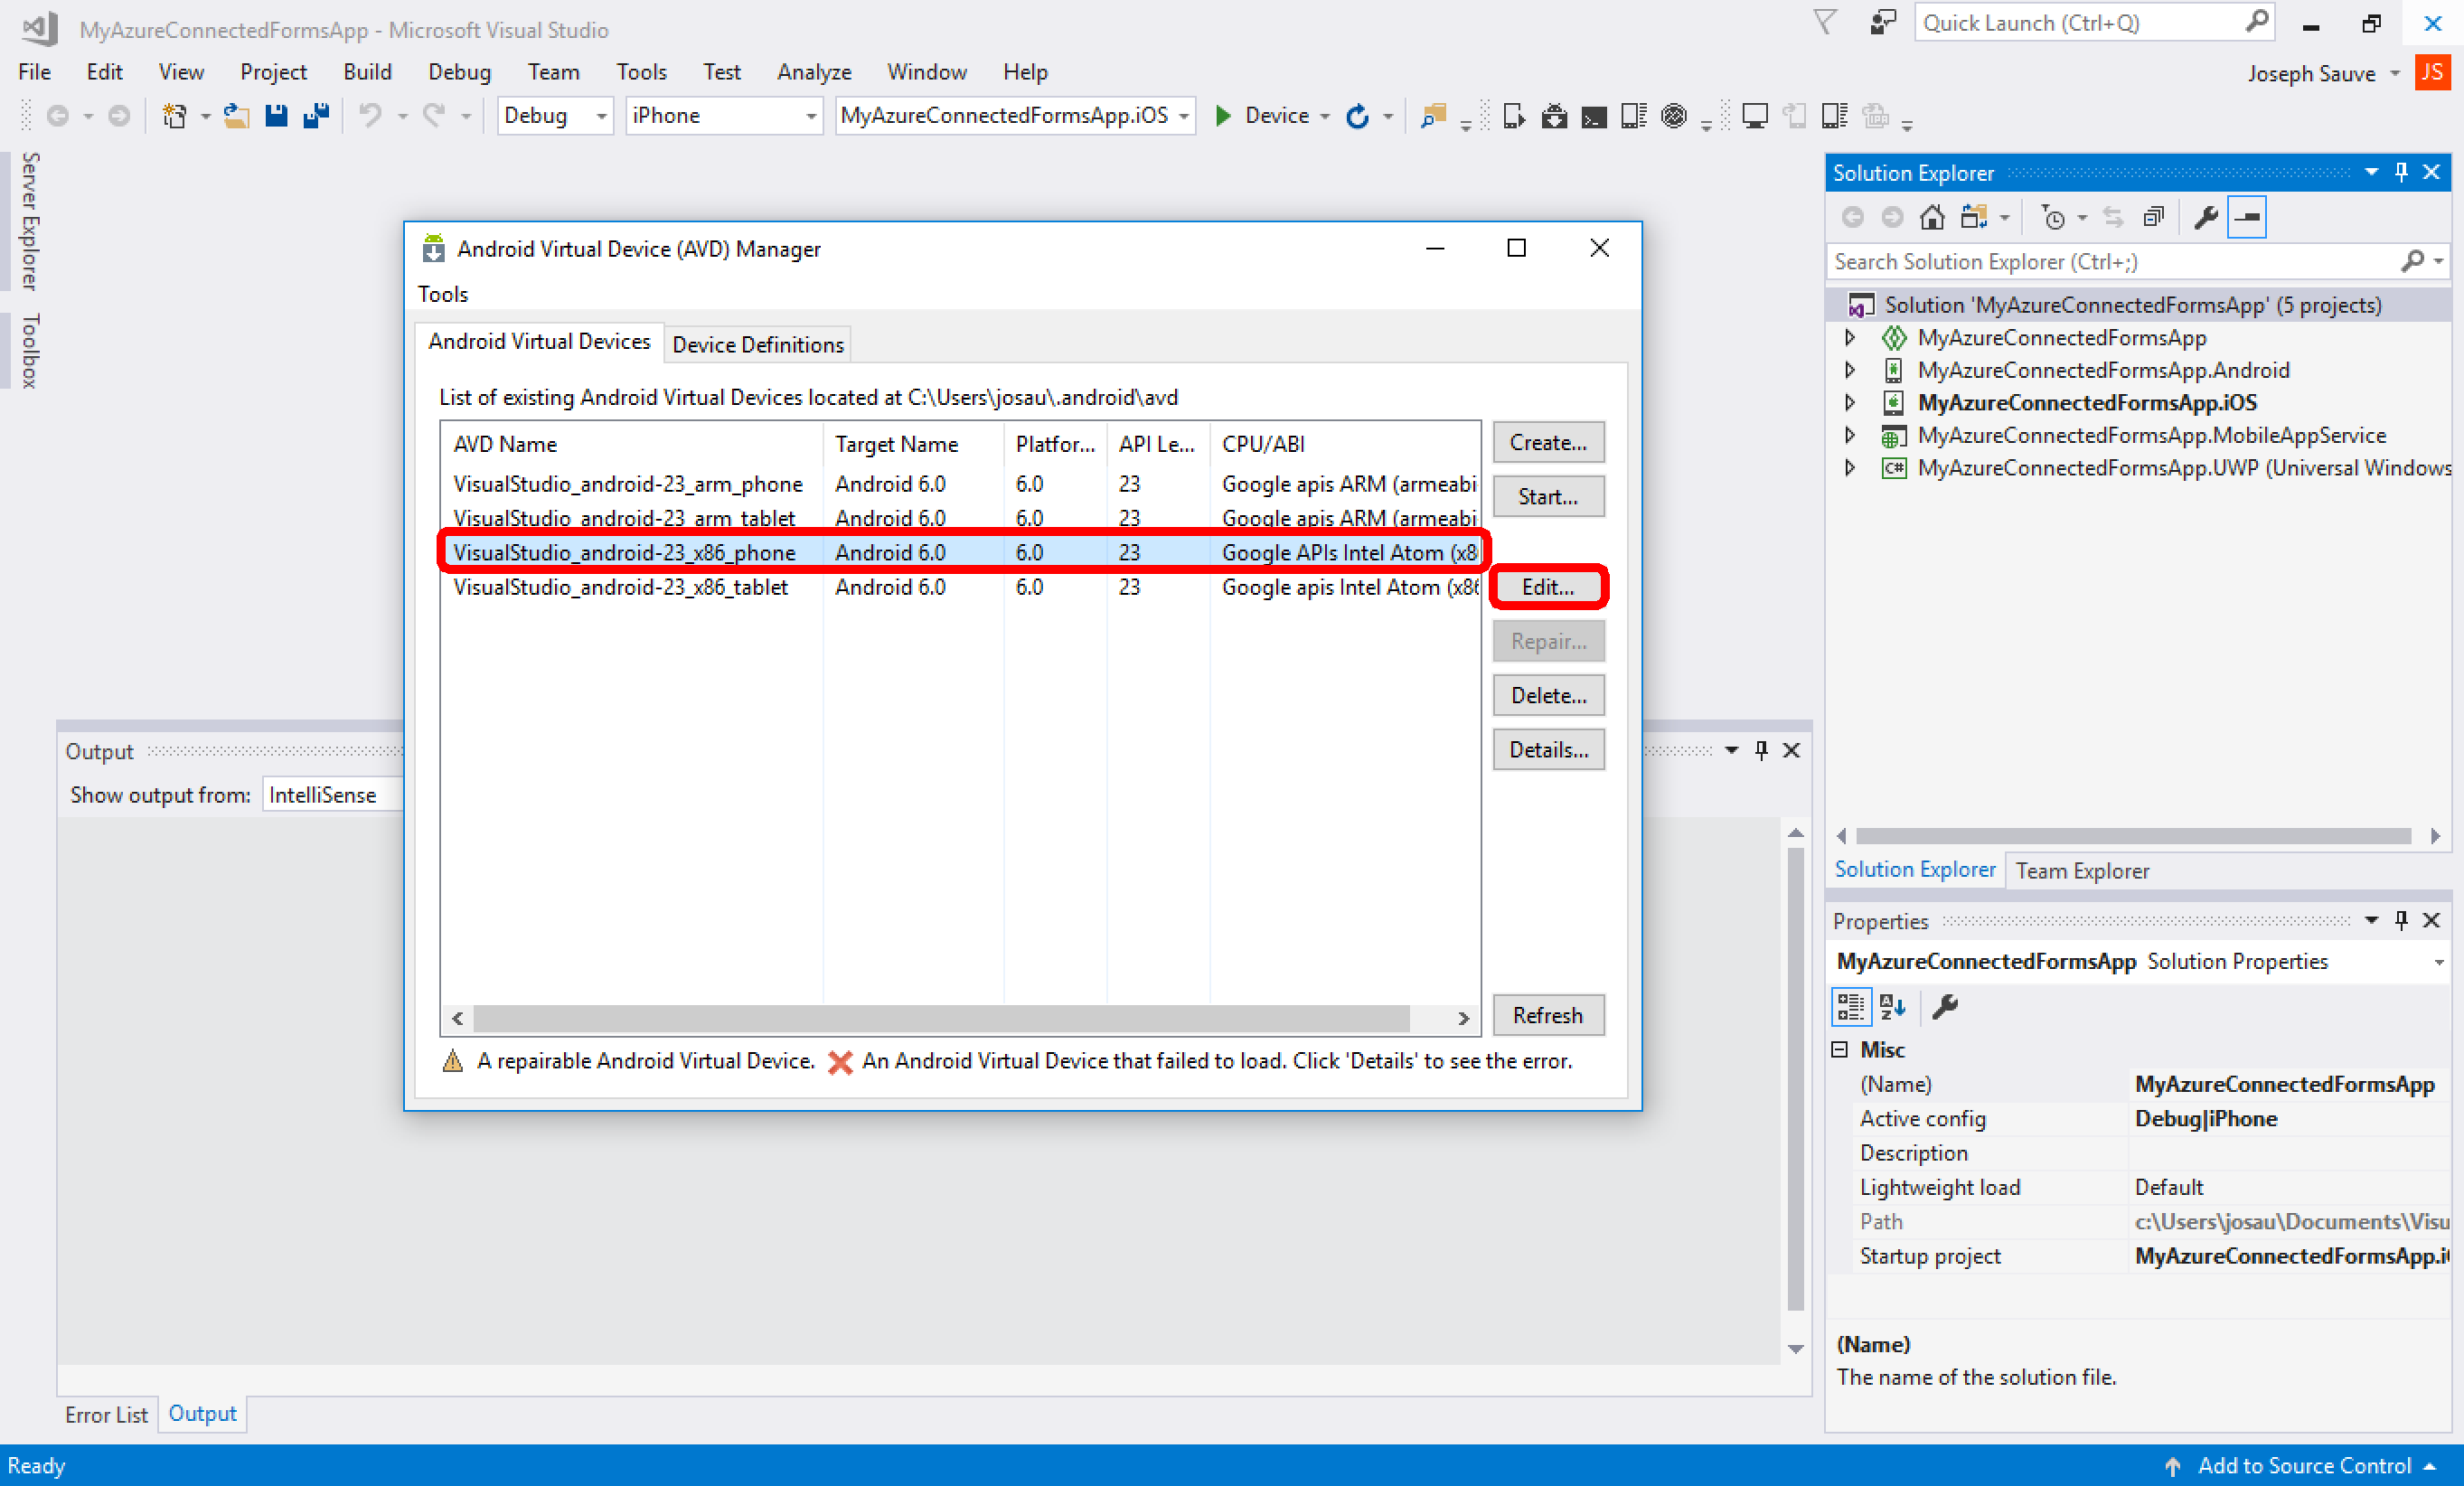 MyAzureConnectedFormsApp - Microsoft Visual Studio
Quick Launch (Ctrl+Q)
File Edit View Project Build Debug Team Tools Test Analyze Window Help
Joseph Sauve JS
Debug iPhone MyAzureConnectedFormsApp.iOS Device
Server Explorer
Toolbox
Android Virtual Device (AVD) Manager
Tools
Android Virtual Devices Device Definitions
List of existing Android Virtual Devices located at C:\Users\josau\.android\avd
AVD Name Target Name Platfor... API Le... CPU/ABI
VisualStudio_android-23_arm_phone Android 6.0 6.0 23 Google apis ARM (armeabi
VisualStudio_android-23_arm_tablet Android 6.0 6.0 23 Google apis ARM (armeabi
VisualStudio_android-23_x86_phone Android 6.0 6.0 23 Google APIs Intel Atom (x8
VisualStudio_android-23_x86_tablet Android 6.0 6.0 23 Google apis Intel Atom (x86
Create...
Start...
Edit...
Repair...
Delete...
Details...
Refresh
A repairable Android Virtual Device. An Android Virtual Device that failed to load. Click 'Details' to see the error.
Output
Show output from: IntelliSense
Error List Output
Solution Explorer
Search Solution Explorer (Ctrl+;)
Solution 'MyAzureConnectedFormsApp' (5 projects)
MyAzureConnectedFormsApp
MyAzureConnectedFormsApp.Android
MyAzureConnectedFormsApp.iOS
MyAzureConnectedFormsApp.MobileAppService
C# MyAzureConnectedFormsApp.UWP (Universal Windows
Solution Explorer Team Explorer
Properties
MyAzureConnectedFormsApp Solution Properties
Misc
(Name) MyAzureConnectedFormsApp
Active config Debug|iPhone
Description
Lightweight load Default
Path c:\Users\josau\Documents\Visu
Startup project MyAzureConnectedFormsApp.i
(Name)
The name of the solution file.
Ready
Add to Source Control